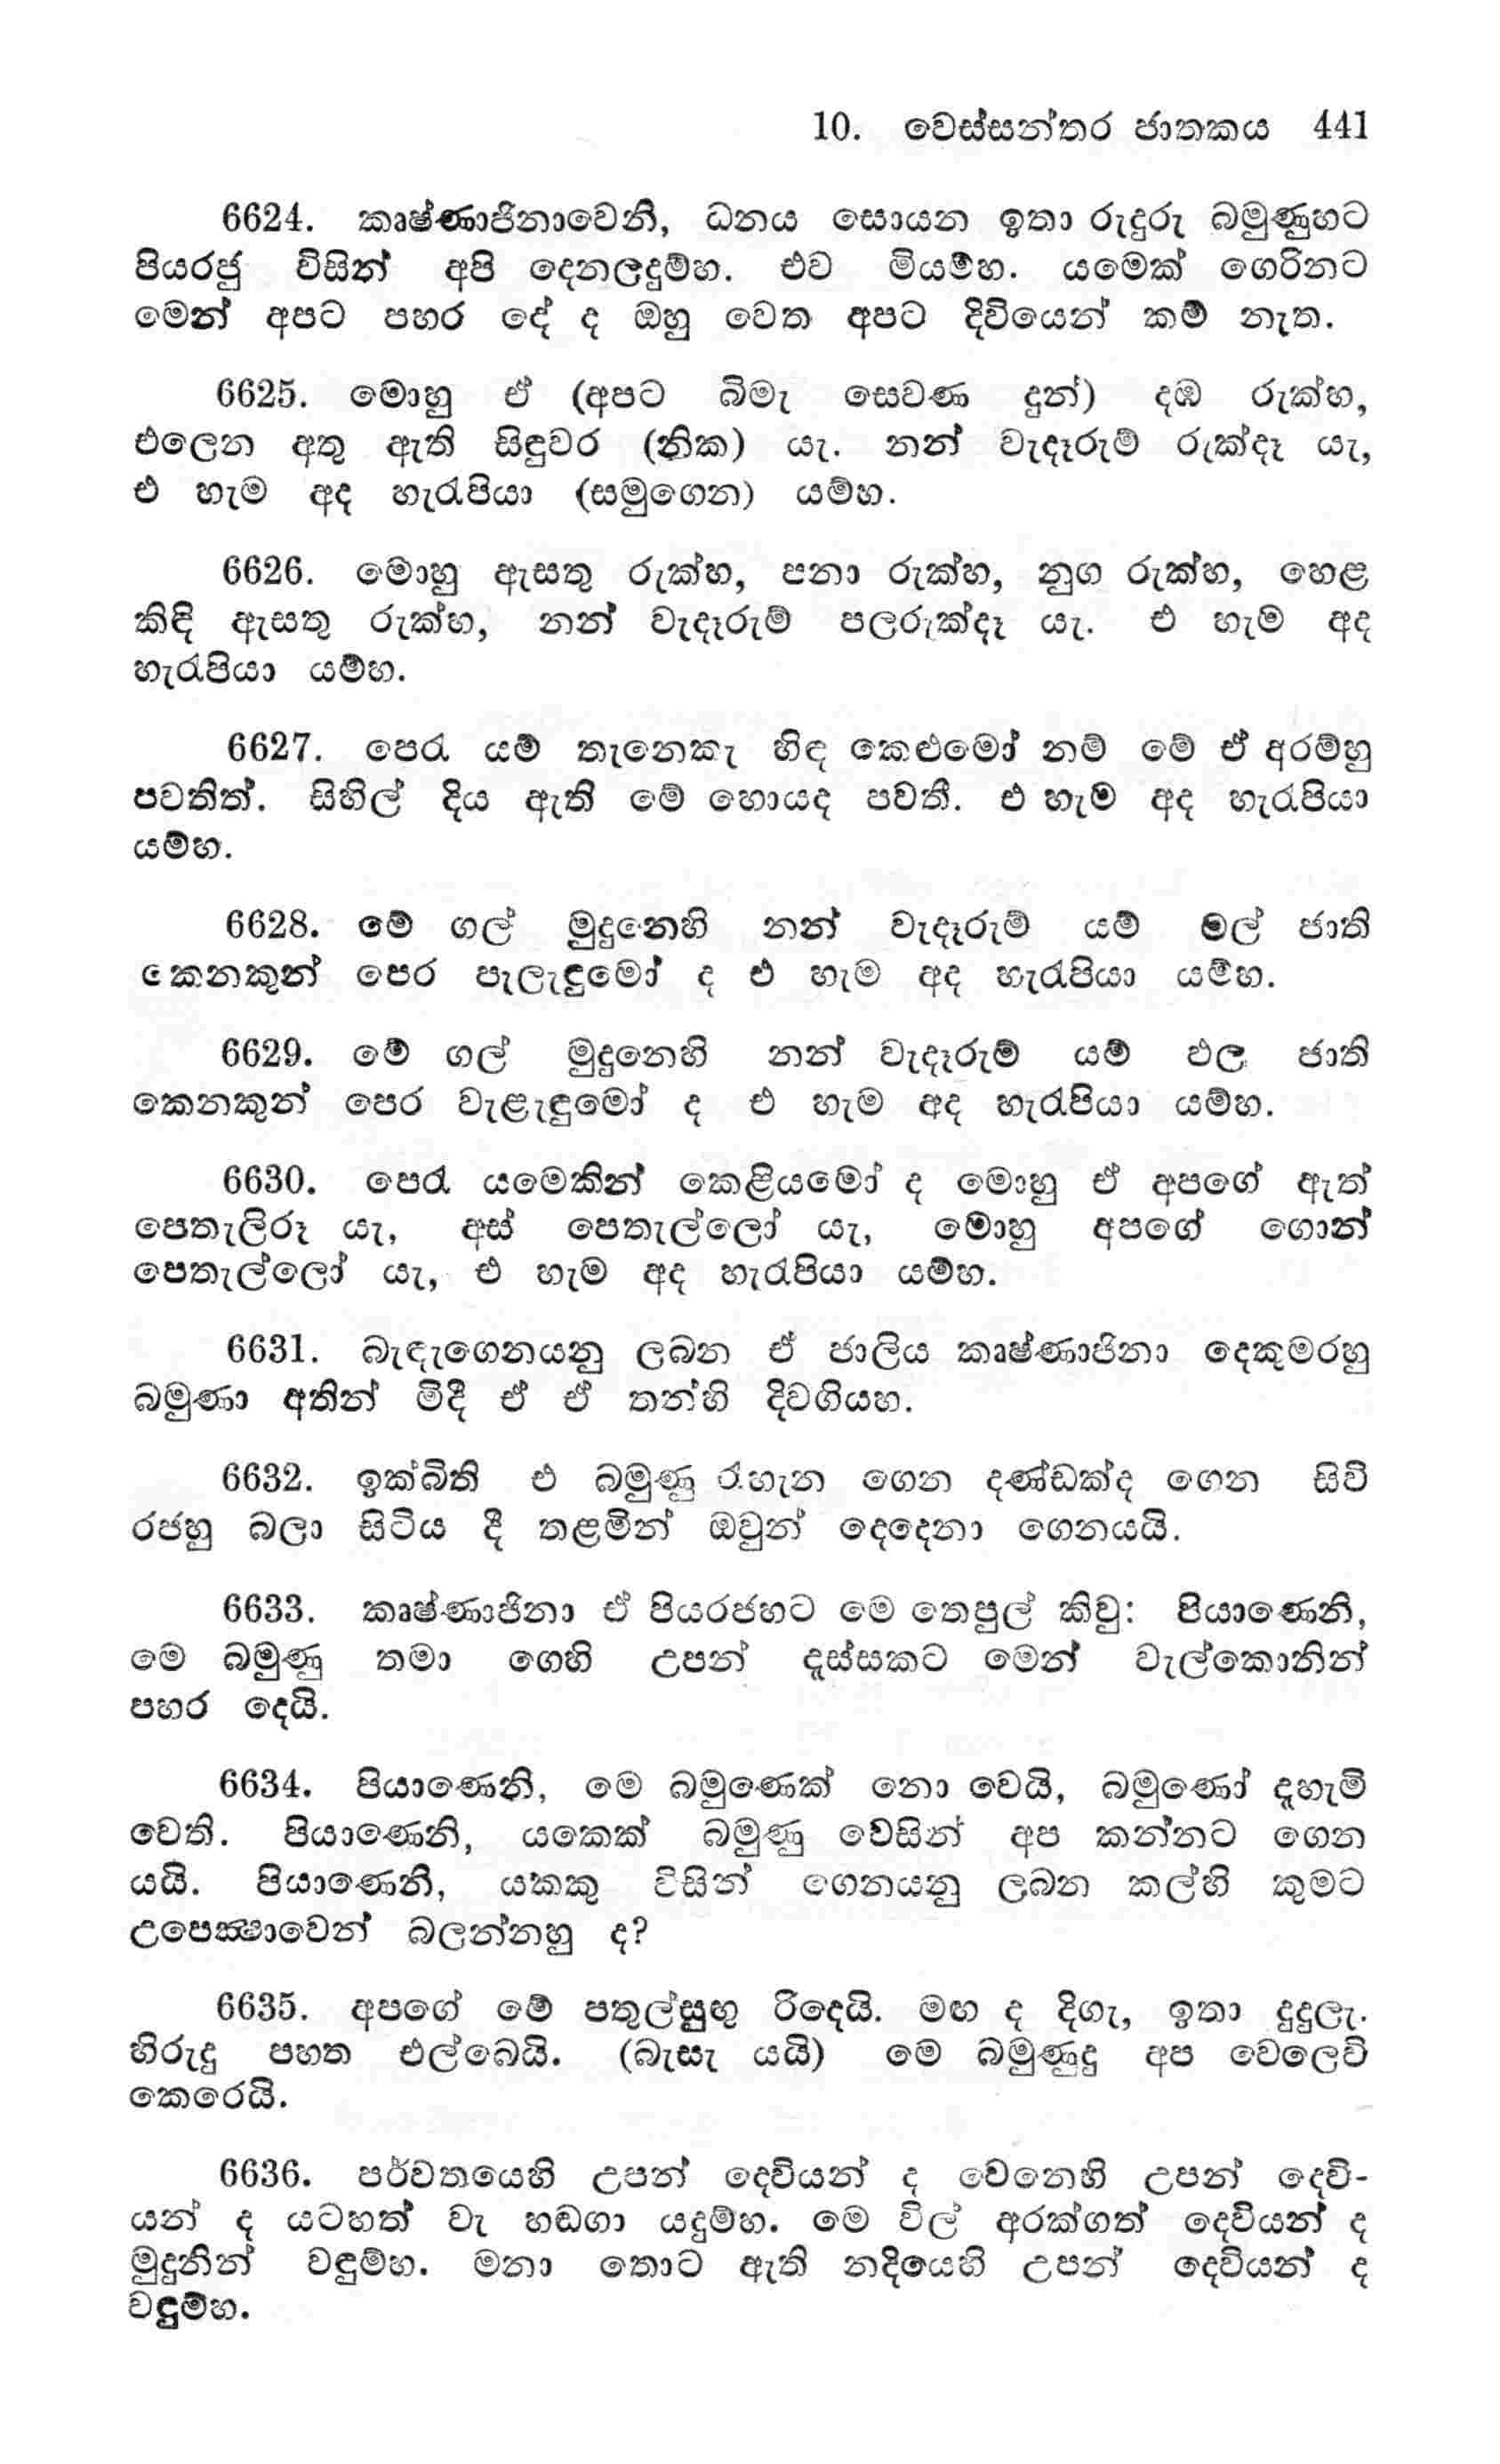 10. වෙස්සන්තර ජාතකය 441
6624. කෘෂ්ණාජිනාවෙනි, ධනය සොයන ඉතා රුදුරු බමුණුහට
පියරජු විසින් අපි දෙනලදුම්හ. එව මියම්හ. යමෙක් ගෙරිනට
මෙන් අපට පහර දේ ද ඔහු වෙත අපට දිවියෙන් කම් නැත.
6625. මොහු ඒ (අපට බිමැ සෙවණ දුන්) දඹ රුක්හ,
එලෙන අතු ඇති සිඳුවර (නික) යැ. නන් වැදෑරුම් රුක්දෑ යැ,
එ හැම අද හැරපියා (සමුගෙන) යම්හ.
6626. මොහු ඇසතු රුක්හ, පනා රුක්හ, නුග රුක්හ, හෙළ
කිඳි ඇසතු රුක්හ, නන් වැදෑරුම් පලරුක්දෑ යැ. එ හැම අද
හැරපියා යම්හ.
6627. පෙර යම් තැනෙකැ හිඳ කෙළුමෝ නම් මේ ඒ අරම්හු
පවතිත්. සිහිල් දිය ඇති මේ හොයද පවතී. එ හැම අද හැරපියා
යම්හ.
6628. මේ ගල් මුදුනෙහි නන් වැදෑරුම් යම් මල් ජාති
කෙනකුන් පෙර පැලැඳුමෝ ද එ හැම අද හැරපියා යම්හ.
6629. මේ ගල් මුදුනෙහි නන් වැදෑරුම් යම් ඵල ජාති
කෙනකුන් පෙර වැළැඳුමෝ ද එ හැම අද හැරපියා යම්හ.
6630. පෙර යමෙකින් කෙළියමෝ ද මොහු ඒ අපගේ ඇත්
පෙතැලිරූ යැ, අස් පෙතැල්ලෝ යැ, මොහු අපගේ ගොන්
පෙතැල්ලෝ යැ, එ හැම අද හැරපියා යම්හ.
6631. බැඳැගෙනයනු ලබන ඒ ජාලිය කෘෂ්ණාජිනා දෙකුමරහු
බමුණා අතින් මිදී ඒ ඒ තන්හි දිවගියහ.
6632. ඉක්බිති එ බමුණු රැහැන ගෙන දණ්ඩක්ද ගෙන සිවි
රජහු බලා සිටිය දී තළමින් ඔවුන් දෙදෙනා ගෙනයයි.
6633. කෘෂ්ණාජිනා ඒ පියරජහට මෙ තෙපුල් කිවු: පියාණෙනි,
මෙ බමුණු තමා ගෙහි උපන් දැස්සකට මෙන් වැල්කොනින්
පහර දෙයි.
6634. පියාණෙනි, මෙ බමුණෙක් නො වෙයි, බමුණෝ දැහැමි
වෙති. පියාණෙනි, යකෙක් බමුණු වෙසින් අප කන්නට ගෙන
යයි. පියාණෙනි, යකකු විසින් ගෙනයනු ලබන කල්හි කුමට
උපෙක්‍ෂාවෙන් බලන්නහු ද?
6635. අපගේ මේ පතුල්සුඟු රිදෙයි. මඟ ද දිගැ, ඉතා දුදුලැ.
හිරුදු පහත එල්බෙයි. (බැසැ යයි) මෙ බමුණුදු අප වෙලෙවි
කෙරෙයි.
6636. පර්වතයෙහි උපන් දෙවියන් ද වෙනෙහි උපන් දෙවි-
යන් ද යටහත් වැ හඬගා යදුම්හ. මෙ විල් අරක්ගත් දෙවියන් ද
මුදුනින් වඳුම්හ. මනා තොට ඇති නදියෙහි උපන් දෙවියන් ද
වඳුම්හ.